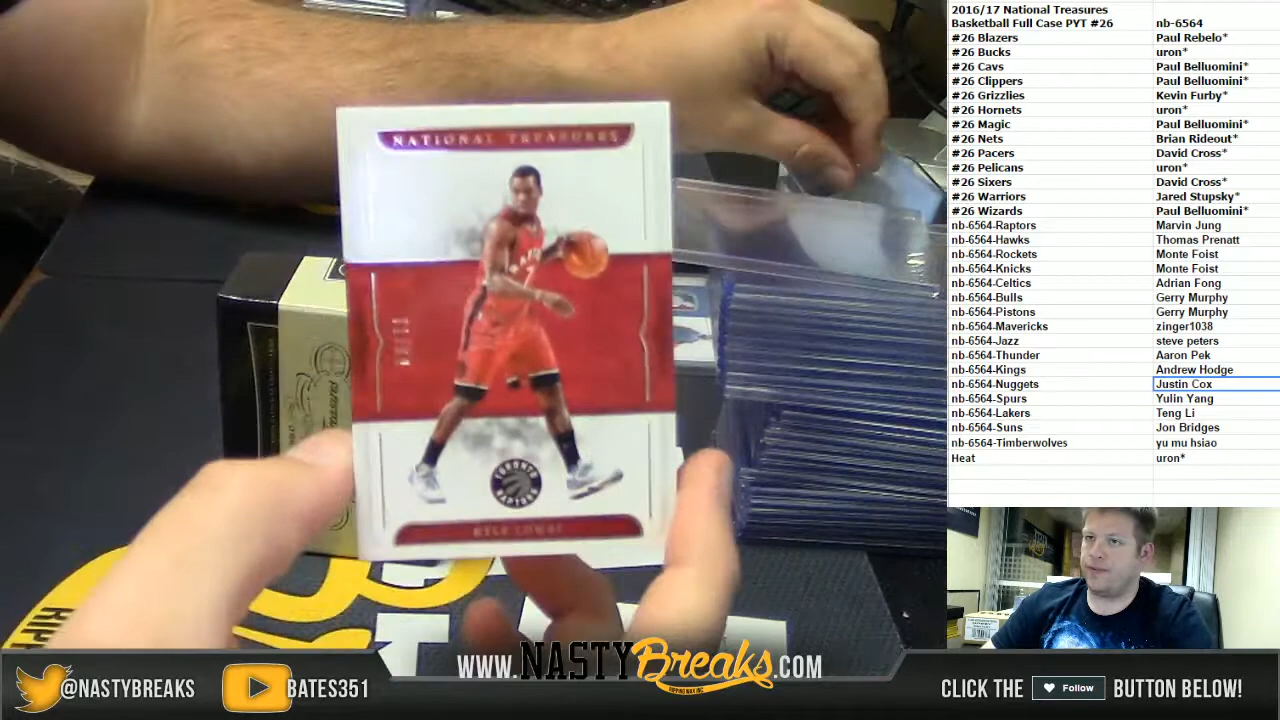 NATIONAL TREASURES
TORONTO
RAPTORS
KYLE LOWRY
2016/17 National Treasures
Basketball Full Case PYT #26 nb-6564
#26 Blazers Paul Rebelo*
#26 Bucks uron*
#26 Cavs Paul Belluomini*
#26 Clippers Paul Belluomini*
#26 Grizzlies Kevin Furby*
#26 Hornets uron*
#26 Magic Paul Belluomini*
#26 Nets Brian Rideout*
#26 Pacers David Cross*
#26 Pelicans uron*
#26 Sixers David Cross*
#26 Warriors Jared Stupsky*
#26 Wizards Paul Belluomini*
nb-6564-Raptors Marvin Jung
nb-6564-Hawks Thomas Prenatt
nb-6564-Rockets Monte Foist
nb-6564-Knicks Monte Foist
nb-6564-Celtics Adrian Fong
nb-6564-Bulls Gerry Murphy
nb-6564-Pistons Gerry Murphy
nb-6564-Mavericks zinger1038
nb-6564-Jazz steve peters
nb-6564-Thunder Aaron Pek
nb-6564-Kings Andrew Hodge
nb-6564-Nuggets Justin Cox
nb-6564-Spurs Yulin Yang
nb-6564-Lakers Teng Li
nb-6564-Suns Jon Bridges
nb-6564-Timberwolves yu mu hsiao
Heat uron*
@NASTYBREAKS
BATES351
WWW.NASTYBreaks.COM
RIPPING WAX INC
CLICK THE Follow BUTTON BELOW!